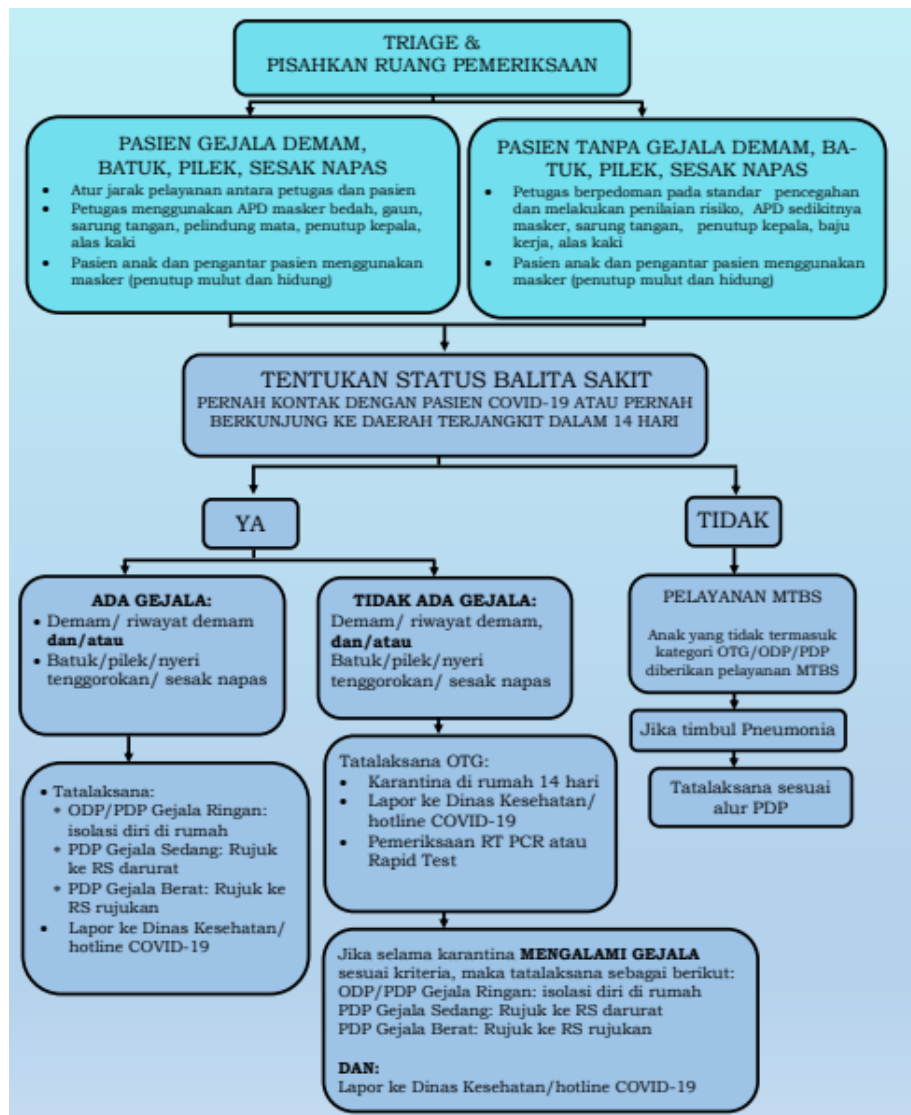 TRIAGE &
PISAHKAN RUANG PEMERIKSAAN
PASIEN GEJALA DEMAM,
BATUK, PILEK, SESAK NAPAS
• Atur jarak pelayanan antara petugas dan pasien
• Petugas menggunakan APD masker bedah, gaun,
sarung tangan, pelindung mata, penutup kepala,
alas kaki
• Pasien anak dan pengantar pasien menggunakan
masker (penutup mulut dan hidung)
PASIEN TANPA GEJALA DEMAM, BA-
TUK, PILEK, SESAK NAPAS
• Petugas berpedoman pada standar pencegahan
dan melakukan penilaian risiko, APD sedikitnya
masker, sarung tangan, penutup kepala, baju
kerja, alas kaki
• Pasien anak dan pengantar pasien menggunakan
masker (penutup mulut dan hidung)
TENTUKAN STATUS BALITA SAKIT
PERNAH KONTAK DENGAN PASIEN COVID-19 ATAU PERNAH
BERKUNJUNG KE DAERAH TERJANGKIT DALAM 14 HARI
YA
TIDAK
ADA GEJALA:
• Demam/ riwayat demam
dan/atau
• Batuk/pilek/nyeri
tenggorokan/ sesak napas
TIDAK ADA GEJALA:
Demam/ riwayat demam,
dan/atau
Batuk/pilek/nyeri
tenggorokan/ sesak napas
PELAYANAN MTBS
Anak yang tidak termasuk
kategori OTG/ODP/PDP
diberikan pelayanan MTBS
Jika timbul Pneumonia
Tatalaksana sesuai
alur PDP
• Tatalaksana:
* ODP/PDP Gejala Ringan:
isolasi diri di rumah
* PDP Gejala Sedang: Rujuk
ke RS darurat
* PDP Gejala Berat: Rujuk ke
RS rujukan
• Lapor ke Dinas Kesehatan/
hotline COVID-19
Tatalaksana OTG:
• Karantina di rumah 14 hari
• Lapor ke Dinas Kesehatan/
hotline COVID-19
• Pemeriksaan RT PCR atau
Rapid Test
Jika selama karantina MENGALAMI GEJALA
sesuai kriteria, maka tatalaksana sebagai berikut:
ODP/PDP Gejala Ringan: isolasi diri di rumah
PDP Gejala Sedang: Rujuk ke RS darurat
PDP Gejala Berat: Rujuk ke RS rujukan
DAN:
Lapor ke Dinas Kesehatan/hotline COVID-19